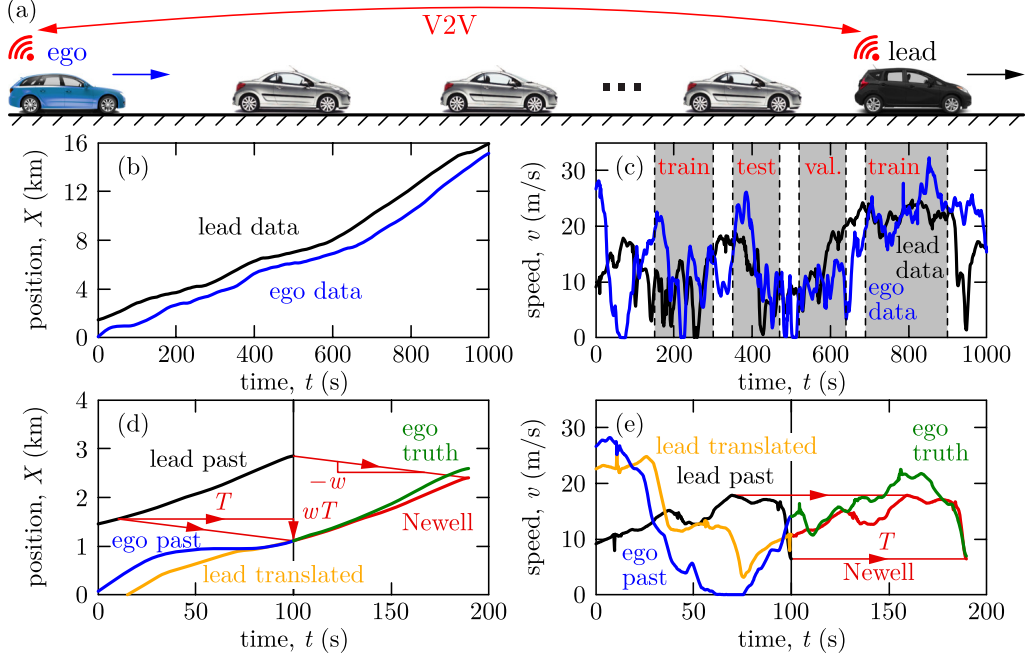 (a)
V2V
ego
lead
(b)
position, X (km)
16
12
8
4
0
lead data
ego data
0 200 400 600 800 1000
time, t (s)
(c)
speed, v (m/s)
30
20
10
0
train
test
val.
train
lead
data
ego
data
0 200 400 600 800 1000
time, t (s)
(d)
position, X (km)
4
3
2
1
0
lead past
ego
truth
−w
T
wT
Newell
ego past
lead translated
0 50 100 150 200
time, t (s)
(e)
speed, v (m/s)
30
20
10
0
lead translated
ego
truth
lead past
ego
past
T
Newell
0 50 100 150 200
time, t (s)